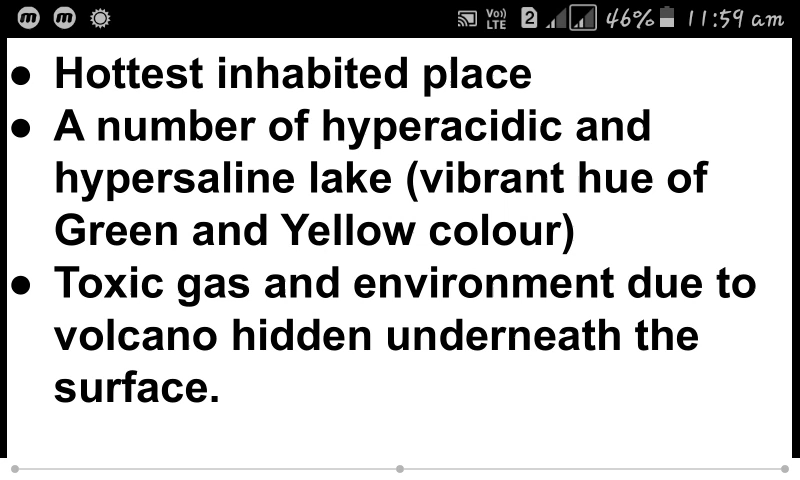 Vo)) LTE 2 46% 11:59 am
● Hottest inhabited place
● A number of hyperacidic and
hypersaline lake (vibrant hue of
Green and Yellow colour)
● Toxic gas and environment due to
volcano hidden underneath the
surface.